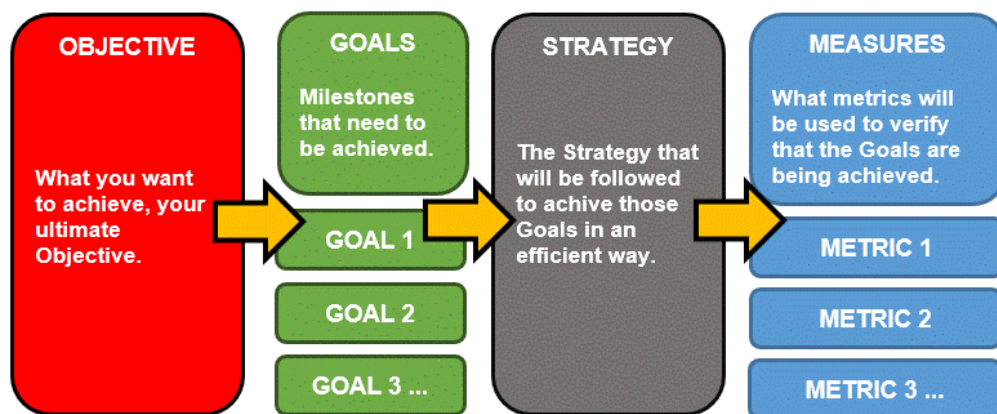 OBJECTIVE
What you want
to achieve, your
ultimate
Objective.
GOALS
Milestones
that need to
be achieved.
GOAL 1
GOAL 2
GOAL 3 ...
STRATEGY
The Strategy that
will be followed
to achive those
Goals in an
efficient way.
MEASURES
What metrics will
be used to verify
that the Goals are
being achieved.
METRIC 1
METRIC 2
METRIC 3 ...